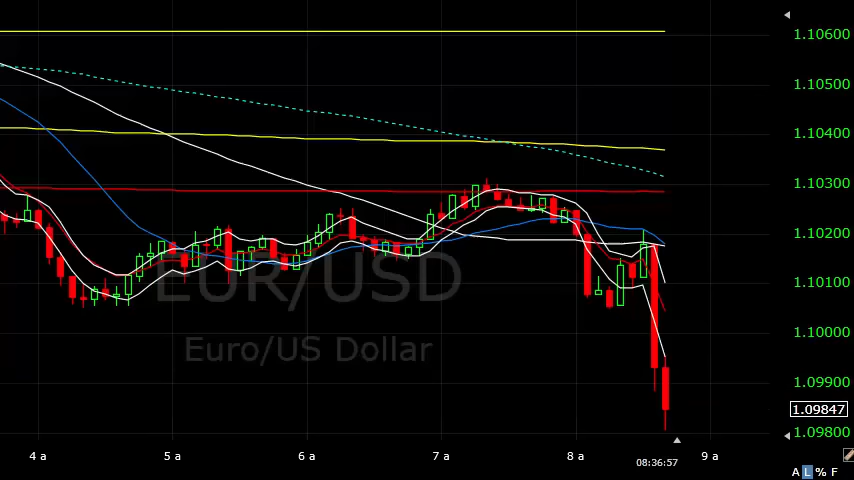 1.10600
1.10500
1.10400
1.10300
1.10200
1.10100
1.10000
1.09900
1.09847
1.09800
EUR/USD
Euro/US Dollar
4 a 5 a 6 a 7 a 8 a 9 a
08:36:57
A L % F